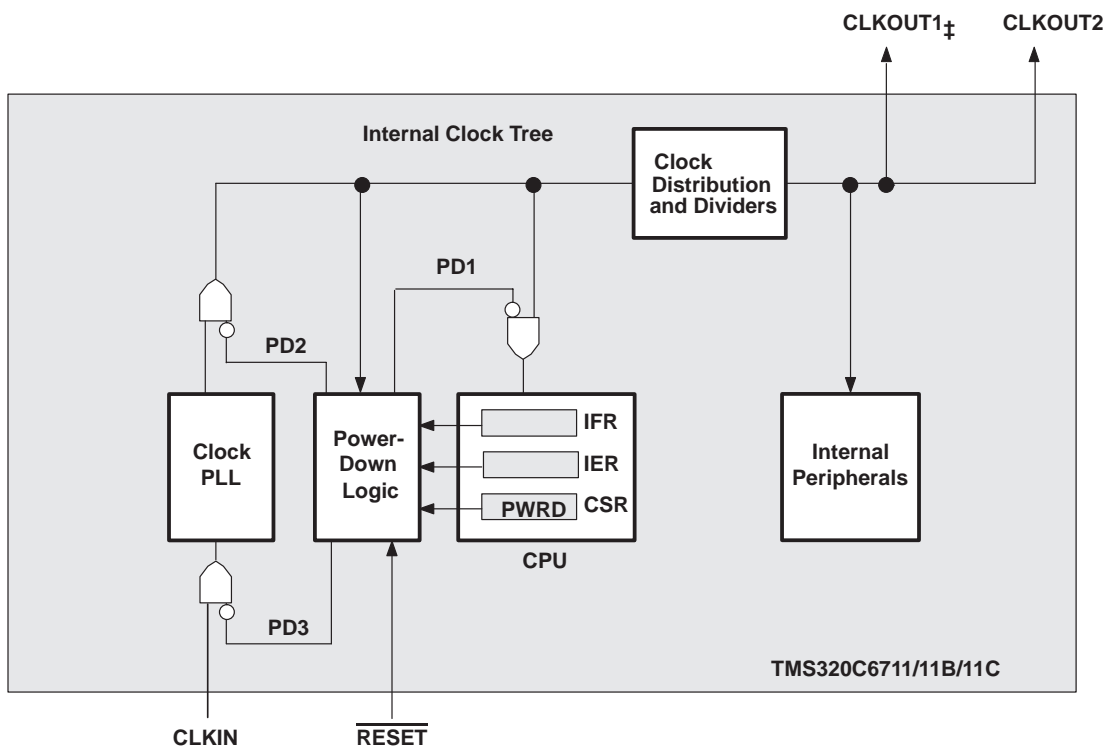 CLKOUT1‡ CLKOUT2
Internal Clock Tree
Clock
Distribution
and Dividers
PD1
PD2
Clock
PLL
Power-
Down
Logic
IFR
IER
PWRD CSR
CPU
Internal
Peripherals
PD3
TMS320C6711/11B/11C
CLKIN
RESET